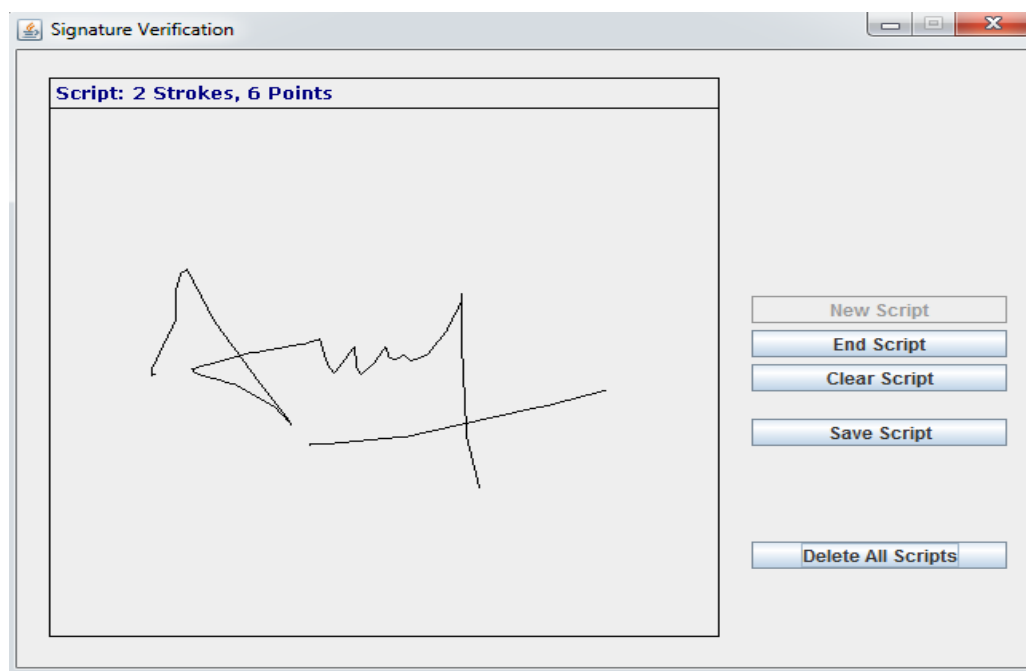 Signature Verification
Script: 2 Strokes, 6 Points
New Script
End Script
Clear Script
Save Script
Delete All Scripts